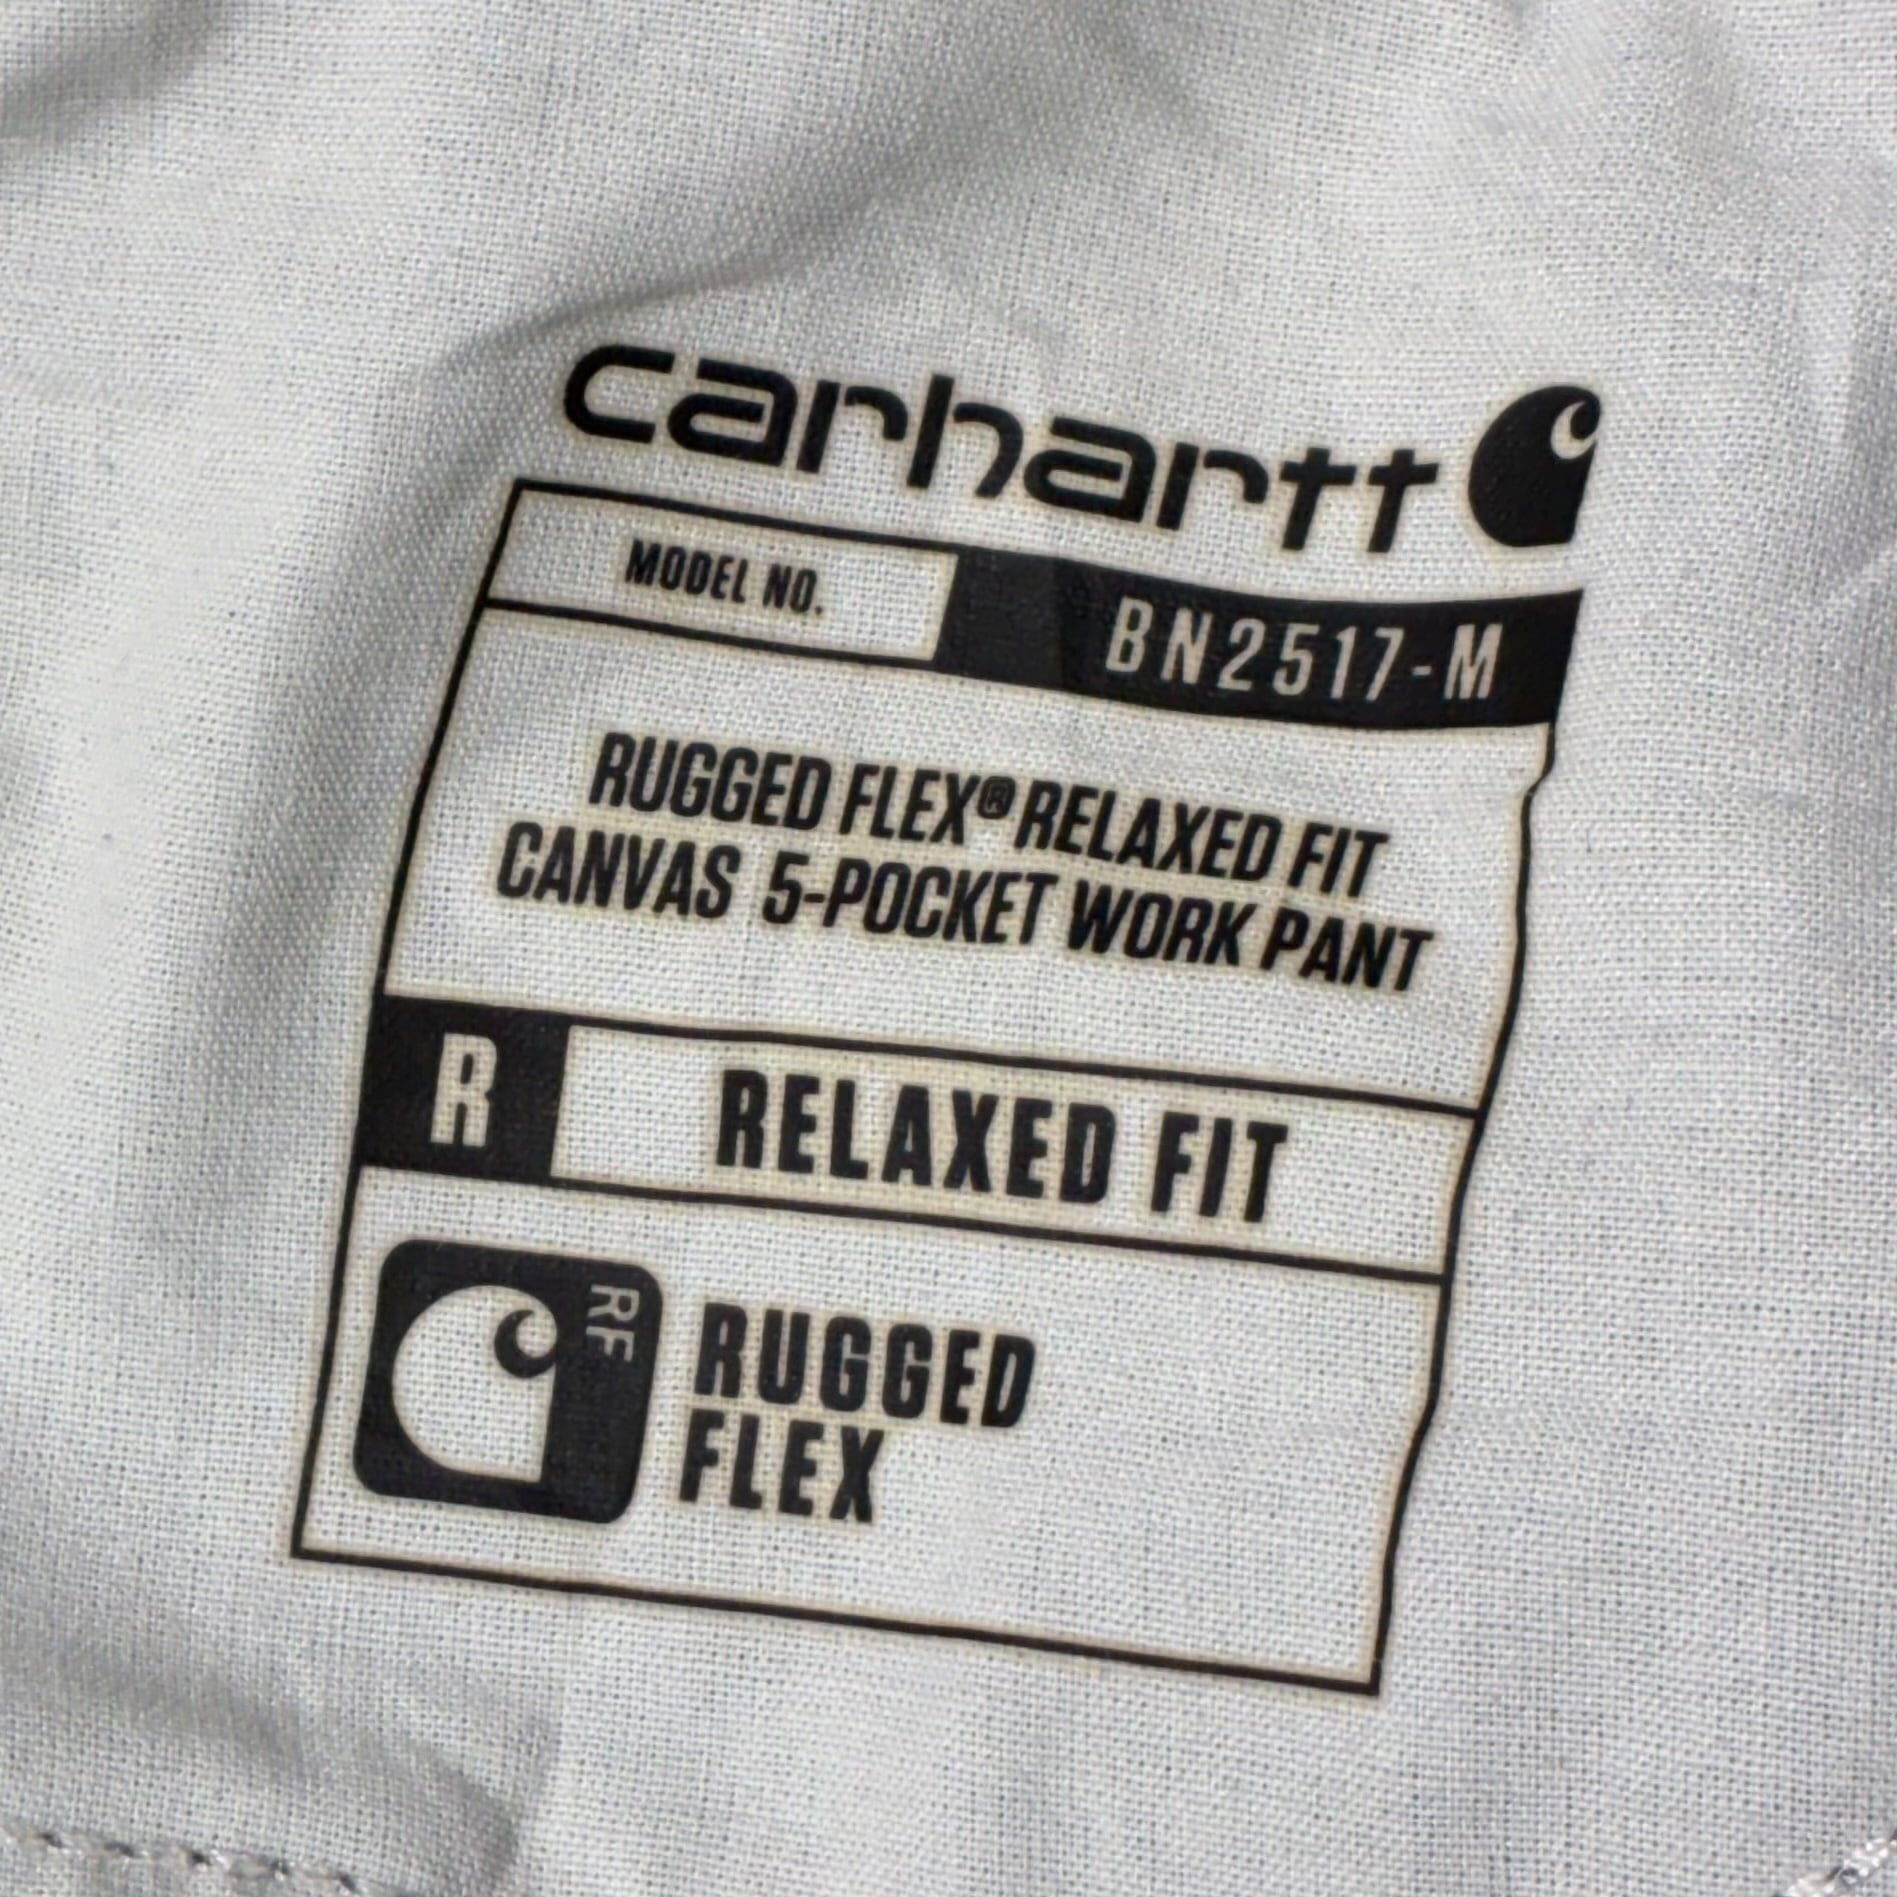 carhartt
MODEL NO. BN2517-M
RUGGED FLEX® RELAXED FIT
CANVAS 5-POCKET WORK PANT
R RELAXED FIT
RF
RUGGED
FLEX